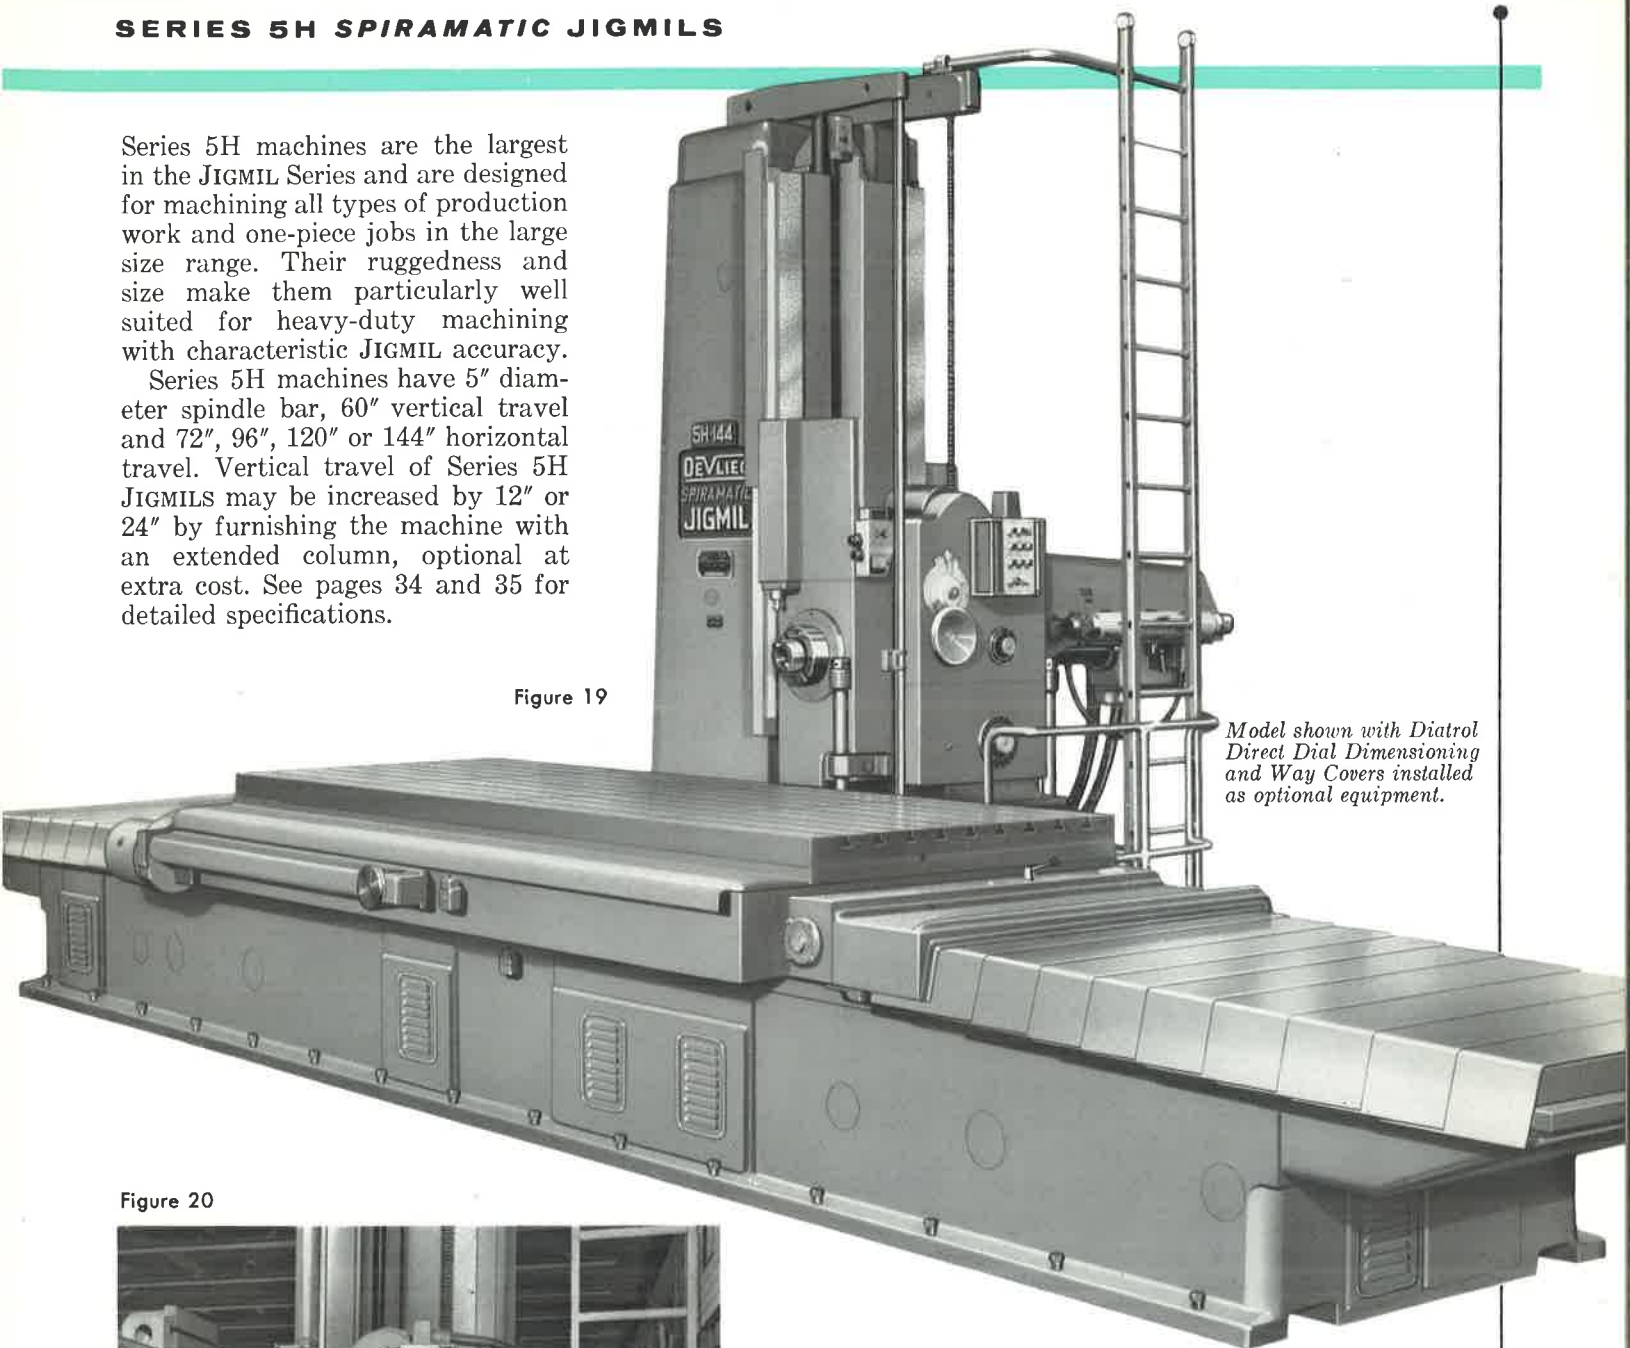 SERIES 5H SPIRAMATIC JIGMILS
Series 5H machines are the largest
in the JIGMIL Series and are designed
for machining all types of production
work and one-piece jobs in the large
size range. Their ruggedness and
size make them particularly well
suited for heavy-duty machining
with characteristic JIGMIL accuracy.
Series 5H machines have 5″ diam-
eter spindle bar, 60″ vertical travel
and 72″, 96″, 120″ or 144″ horizontal
travel. Vertical travel of Series 5H
JIGMILS may be increased by 12″ or
24″ by furnishing the machine with
an extended column, optional at
extra cost. See pages 34 and 35 for
detailed specifications.
5H-144
DEVLIEG
SPIRAMATIC
JIGMIL
Figure 19
Model shown with Diatrol
Direct Dial Dimensioning
and Way Covers installed
as optional equipment.
Figure 20